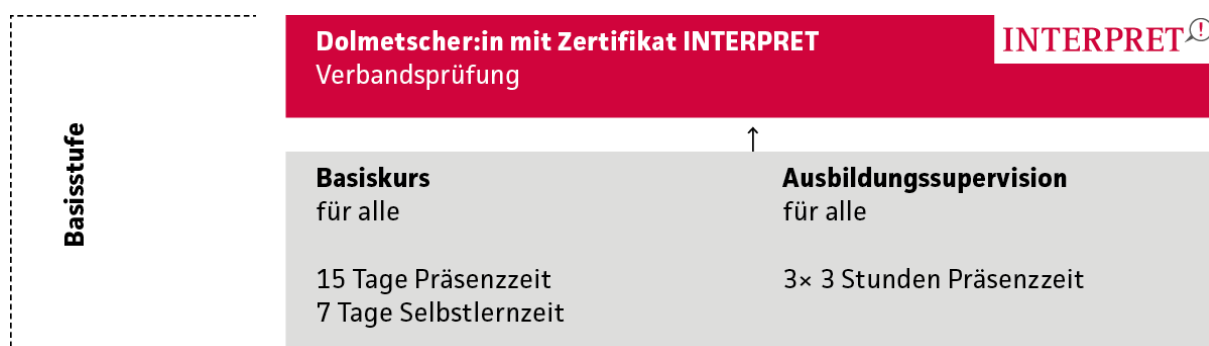 Basisstufe
Dolmetscher:in mit Zertifikat INTERPRET
Verbandsprüfung
INTERPRET!
↑
Basiskurs
für alle
15 Tage Präsenzzeit
7 Tage Selbstlernzeit
Ausbildungssupervision
für alle
3× 3 Stunden Präsenzzeit